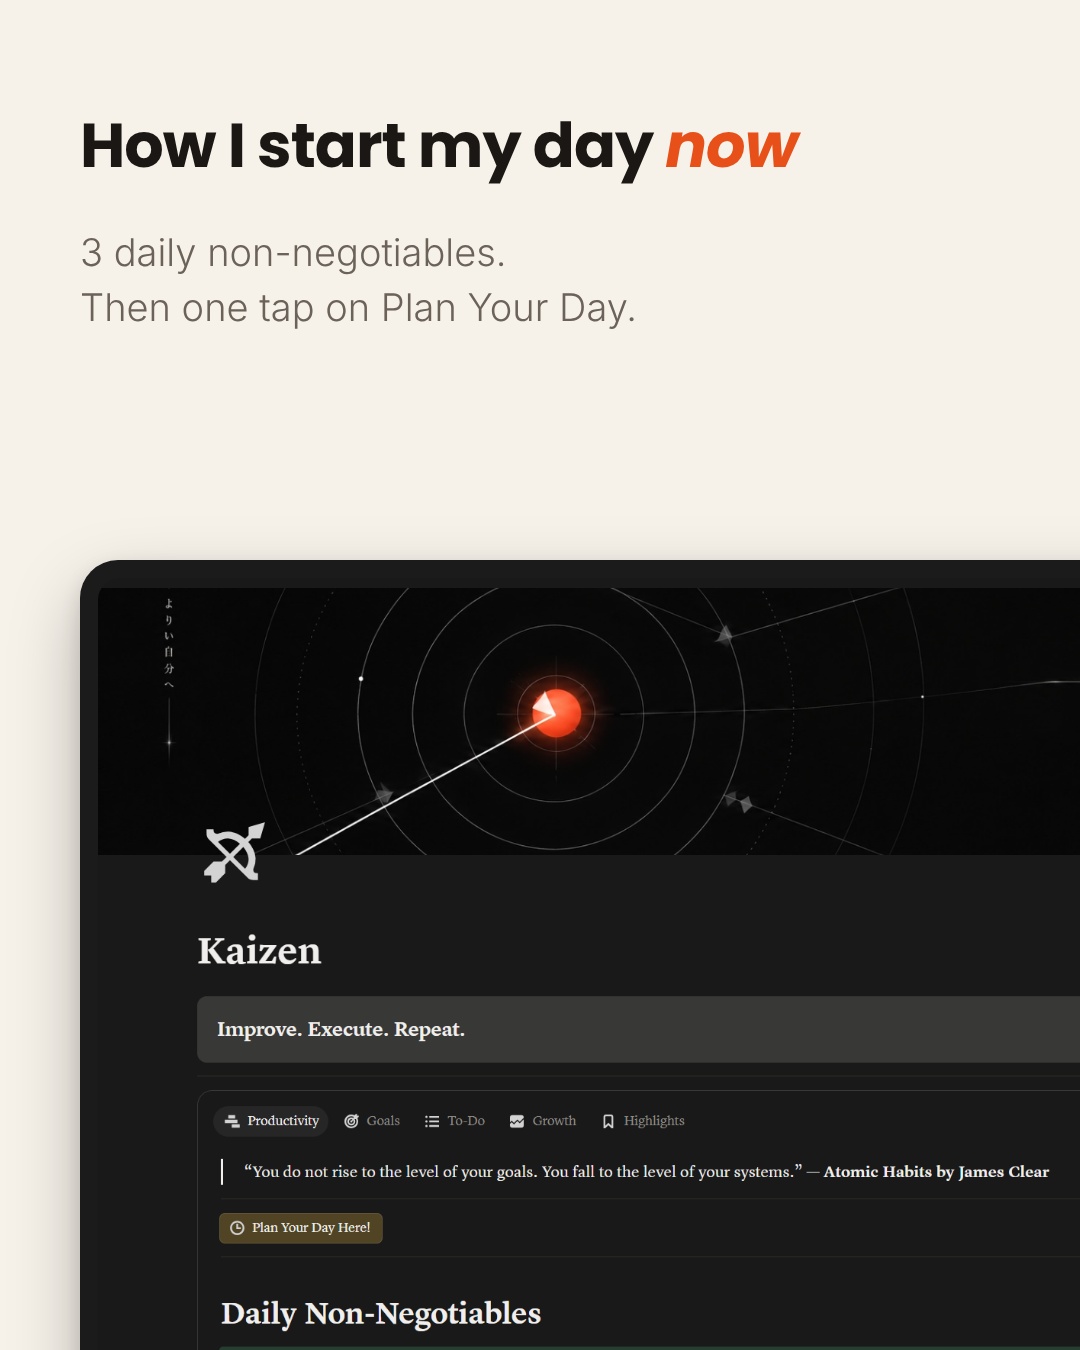 How I start my day now
3 daily non-negotiables.
Then one tap on Plan Your Day.
よりい自分へ
Kaizen
Improve. Execute. Repeat.
Productivity Goals To-Do Growth Highlights
“You do not rise to the level of your goals. You fall to the level of your systems.” — Atomic Habits by James Clear
Plan Your Day Here!
Daily Non-Negotiables